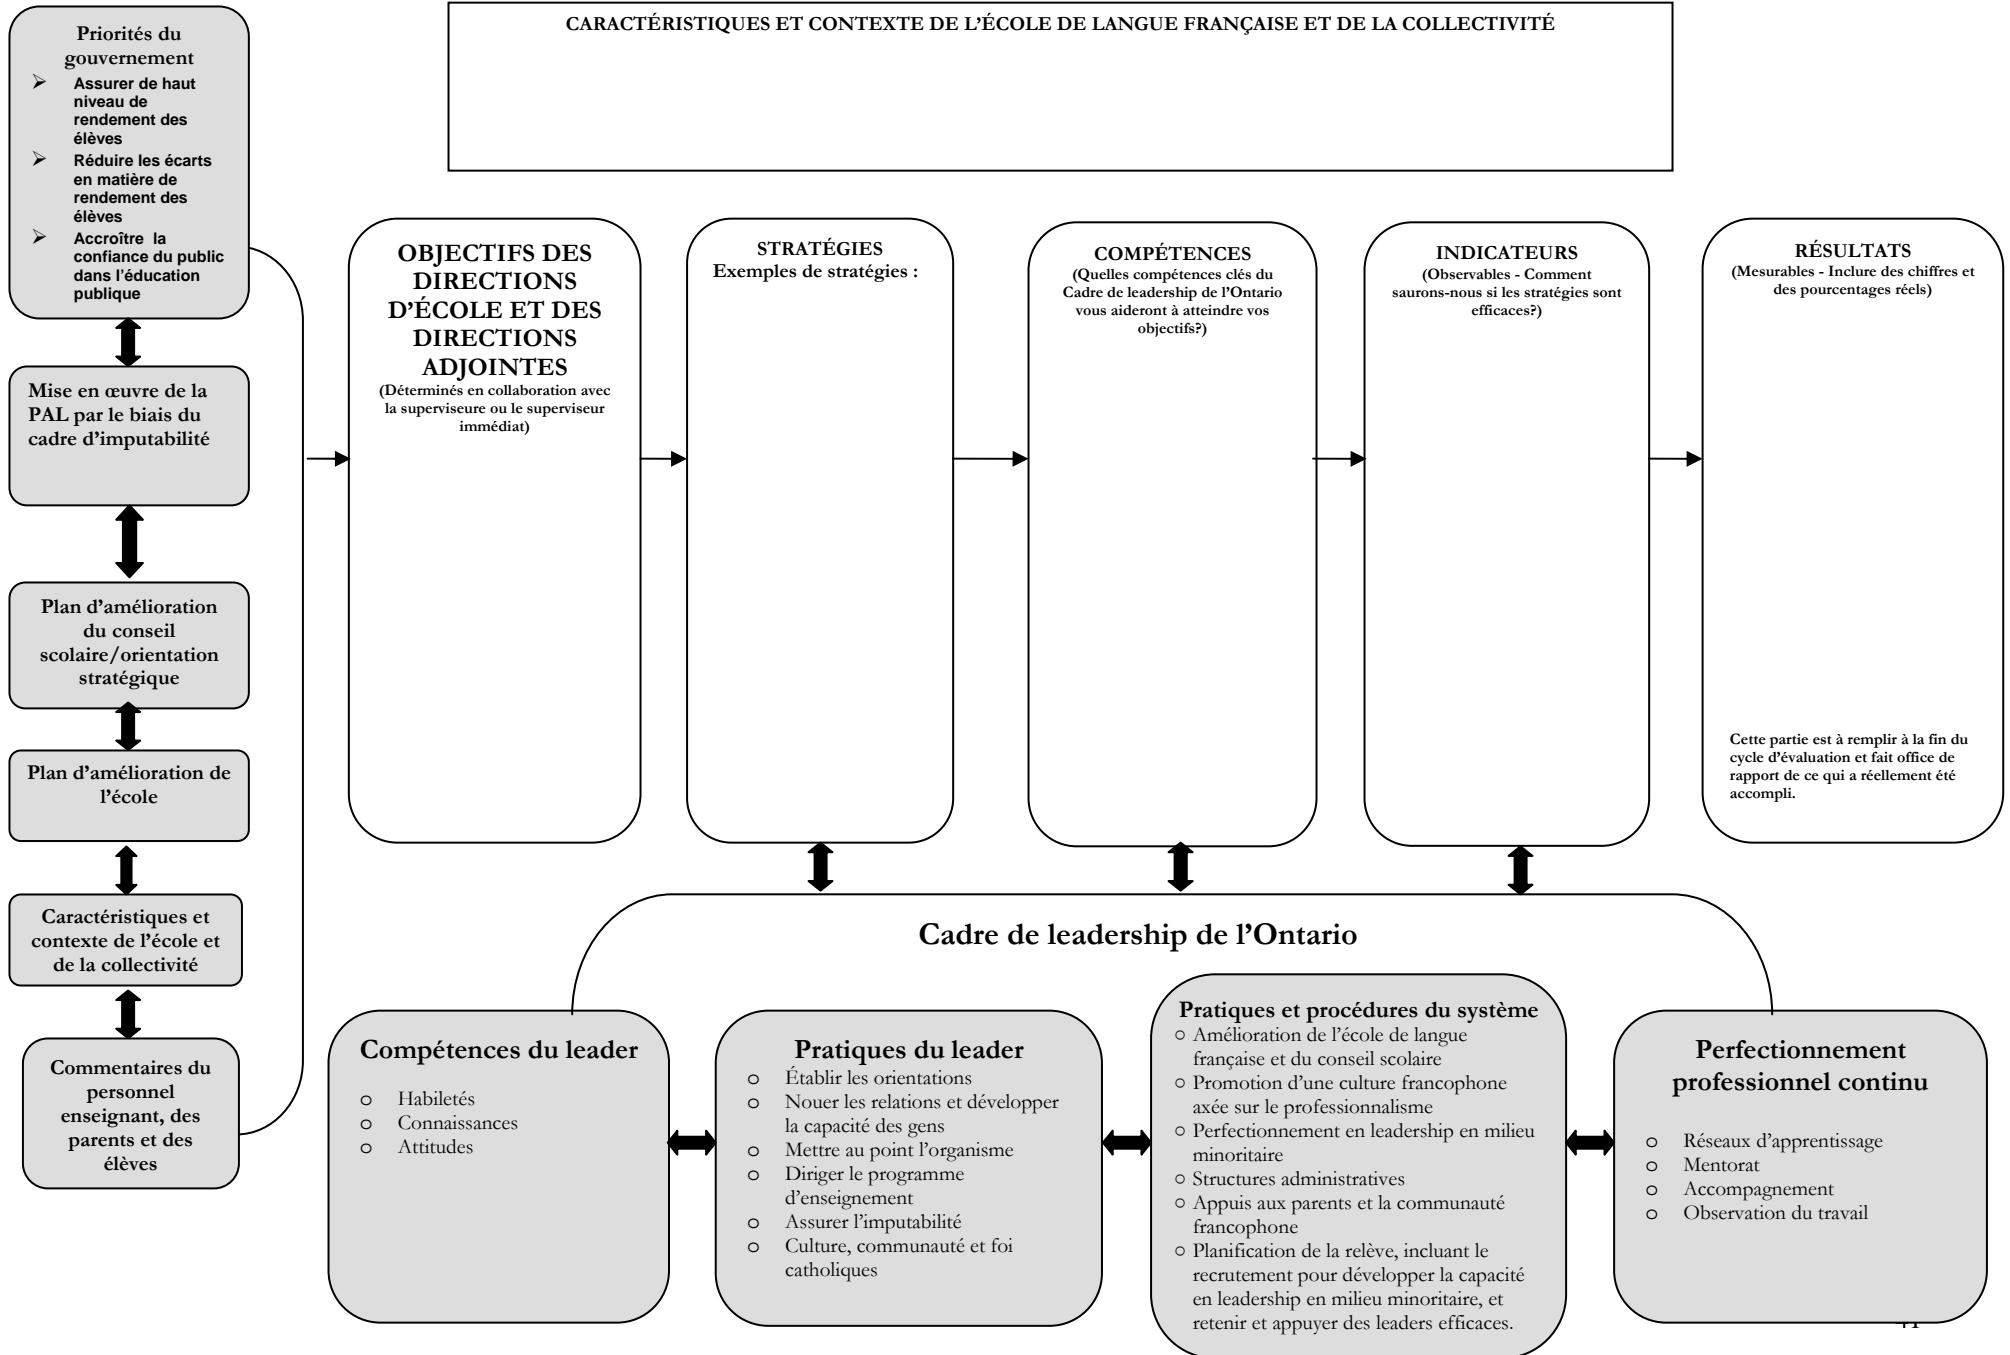 CARACTÉRISTIQUES ET CONTEXTE DE L'ÉCOLE DE LANGUE FRANÇAISE ET DE LA COLLECTIVITÉ
Priorités du
gouvernement
➢ Assurer de haut
niveau de
rendement des
élèves
➢ Réduire les écarts
en matière de
rendement des
élèves
➢ Accroître la
confiance du public
dans l'éducation
publique
Mise en œuvre de la
PAL par le biais du
cadre d'imputabilité
Plan d'amélioration
du conseil
scolaire/orientation
stratégique
Plan d'amélioration de
l'école
Caractéristiques et
contexte de l'école et
de la collectivité
Commentaires du
personnel
enseignant, des
parents et des
élèves
OBJECTIFS DES
DIRECTIONS
D'ÉCOLE ET DES
DIRECTIONS
ADJOINTES
(Déterminés en collaboration avec
la superviseure ou le superviseur
immédiat)
STRATÉGIES
Exemples de stratégies :
COMPÉTENCES
(Quelles compétences clés du
Cadre de leadership de l'Ontario
vous aideront à atteindre vos
objectifs?)
INDICATEURS
(Observables - Comment
saurons-nous si les stratégies sont
efficaces?)
RÉSULTATS
(Mesurables - Inclure des chiffres et
des pourcentages réels)
Cette partie est à remplir à la fin du
cycle d'évaluation et fait office de
rapport de ce qui a réellement été
accompli.
Cadre de leadership de l'Ontario
Compétences du leader
o Habiletés
o Connaissances
o Attitudes
Pratiques du leader
o Établir les orientations
o Nouer les relations et développer
la capacité des gens
o Mettre au point l'organisme
o Diriger le programme
d'enseignement
o Assurer l'imputabilité
o Culture, communauté et foi
catholiques
Pratiques et procédures du système
○ Amélioration de l'école de langue
française et du conseil scolaire
○ Promotion d'une culture francophone
axée sur le professionnalisme
○ Perfectionnement en leadership en milieu
minoritaire
○ Structures administratives
○ Appuis aux parents et la communauté
francophone
○ Planification de la relève, incluant le
recrutement pour développer la capacité
en leadership en milieu minoritaire, et
retenir et appuyer des leaders efficaces.
Perfectionnement
professionnel continu
o Réseaux d'apprentissage
o Mentorat
o Accompagnement
o Observation du travail